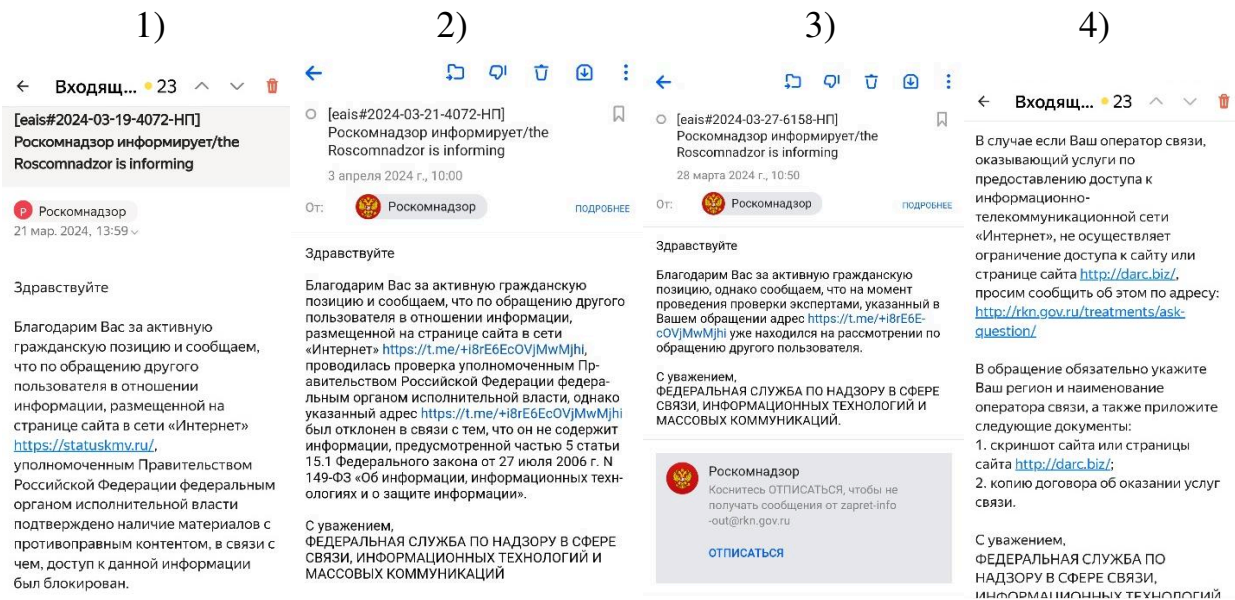 1)
← Входящ... 23
[eais#2024-03-19-4072-НП]
Роскомнадзор информирует/the
Roscomnadzor is informing
Р Роскомнадзор
21 мар. 2024, 13:59
Здравствуйте
Благодарим Вас за активную
гражданскую позицию и сообщаем,
что по обращению другого
пользователя в отношении
информации, размещенной на
странице сайта в сети «Интернет»
https://statuskmv.ru/,
уполномоченным Правительством
Российской Федерации федеральным
органом исполнительной власти
подтверждено наличие материалов с
противоправным контентом, в связи с
чем, доступ к данной информации
был блокирован.
2)
[eais#2024-03-21-4072-НП]
Роскомнадзор информирует/the
Roscomnadzor is informing
3 апреля 2024 г., 10:00
От: Роскомнадзор ПОДРОБНЕЕ
Здравствуйте
Благодарим Вас за активную гражданскую
позицию и сообщаем, что по обращению другого
пользователя в отношении информации,
размещенной на странице сайта в сети
«Интернет» https://t.me/+i8rE6EcOVjMwMjhi,
проводилась проверка уполномоченным Пр-
авительством Российской Федерации федера-
льным органом исполнительной власти, однако
указанный адрес https://t.me/+i8rE6EcOVjMwMjhi
был отклонен в связи с тем, что он не содержит
информации, предусмотренной частью 5 статьи
15.1 Федерального закона от 27 июля 2006 г. N
149-ФЗ «Об информации, информационных техн-
ологиях и о защите информации».
С уважением,
ФЕДЕРАЛЬНАЯ СЛУЖБА ПО НАДЗОРУ В СФЕРЕ
СВЯЗИ, ИНФОРМАЦИОННЫХ ТЕХНОЛОГИЙ И
МАССОВЫХ КОММУНИКАЦИЙ
3)
[eais#2024-03-27-6158-НП]
Роскомнадзор информирует/the
Roscomnadzor is informing
28 марта 2024 г., 10:50
От: Роскомнадзор ПОДРОБНЕЕ
Здравствуйте
Благодарим Вас за активную гражданскую
позицию, однако сообщаем, что на момент
проведения проверки экспертами, указанный в
Вашем обращении адрес https://t.me/+i8rE6E-
cOVjMwMjhi уже находился на рассмотрении по
обращению другого пользователя.
С уважением,
ФЕДЕРАЛЬНАЯ СЛУЖБА ПО НАДЗОРУ В СФЕРЕ
СВЯЗИ, ИНФОРМАЦИОННЫХ ТЕХНОЛОГИЙ И
МАССОВЫХ КОММУНИКАЦИЙ.
Роскомнадзор
Коснитесь ОТПИСАТЬСЯ, чтобы не
получать сообщения от zapret-info
-out@rkn.gov.ru
ОТПИСАТЬСЯ
4)
← Входящ... 23
В случае если Ваш оператор связи,
оказывающий услуги по
предоставлению доступа к
информационно-
телекоммуникационной сети
«Интернет», не осуществляет
ограничение доступа к сайту или
странице сайта http://darc.biz/,
просим сообщить об этом по адресу:
http://rkn.gov.ru/treatments/ask-
question/
В обращение обязательно укажите
Ваш регион и наименование
оператора связи, а также приложите
следующие документы:
1. скриншот сайта или страницы
сайта http://darc.biz/;
2. копию договора об оказании услуг
связи.
С уважением,
ФЕДЕРАЛЬНАЯ СЛУЖБА ПО
НАДЗОРУ В СФЕРЕ СВЯЗИ,
ИНФОРМАЦИОННЫХ ТЕХНОЛОГИЙ